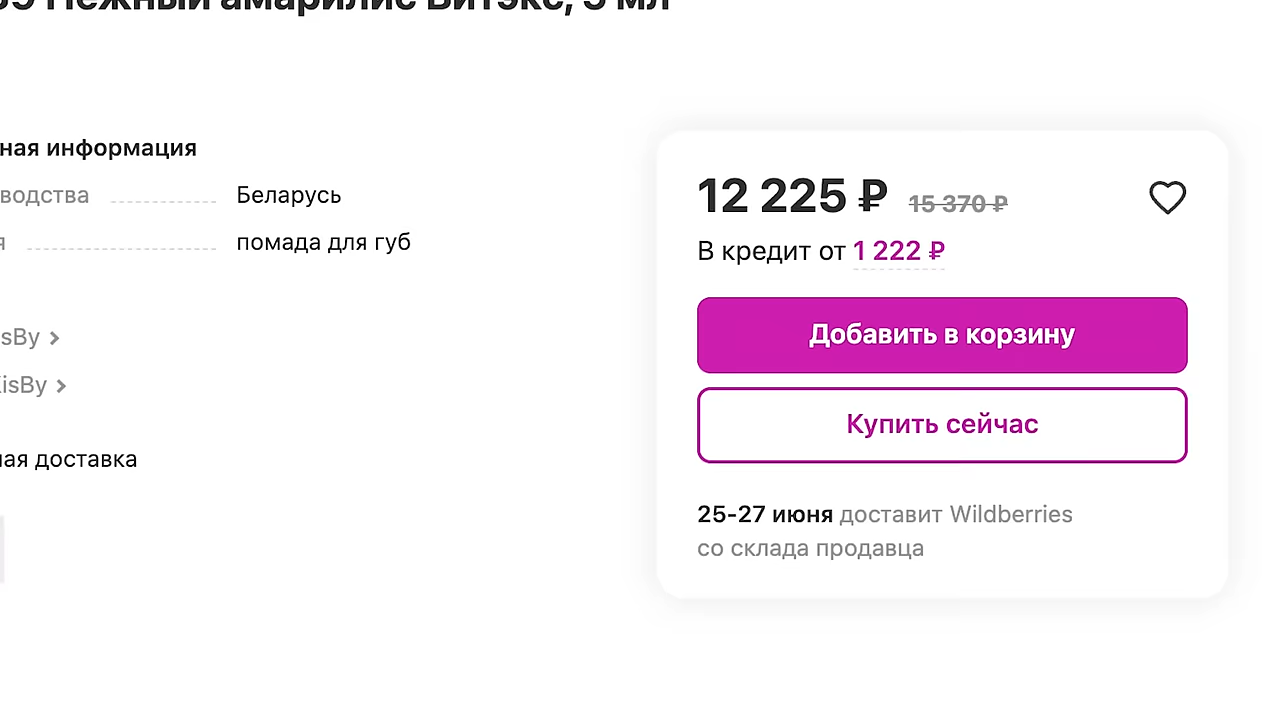 Нежный амарилис Витэкс, 5 мл
ная информация
водства Беларусь
я помада для губ
sBy
isBy
ая доставка
12 225 ₽ 15 370 ₽
В кредит от 1 222 ₽
Добавить в корзину
Купить сейчас
25-27 июня доставит Wildberries
со склада продавца